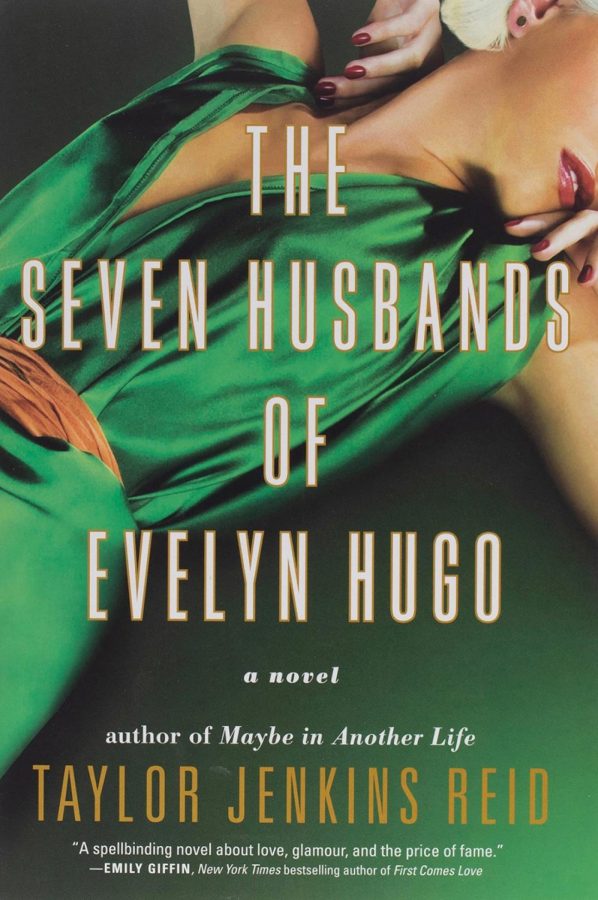 THE
SEVEN HUSBANDS
OF
EVELYN HUGO
a novel
author of Maybe in Another Life
TAYLOR JENKINS REID
“A spellbinding novel about love, glamour, and the price of fame.”
—EMILY GIFFIN, New York Times bestselling author of First Comes Love